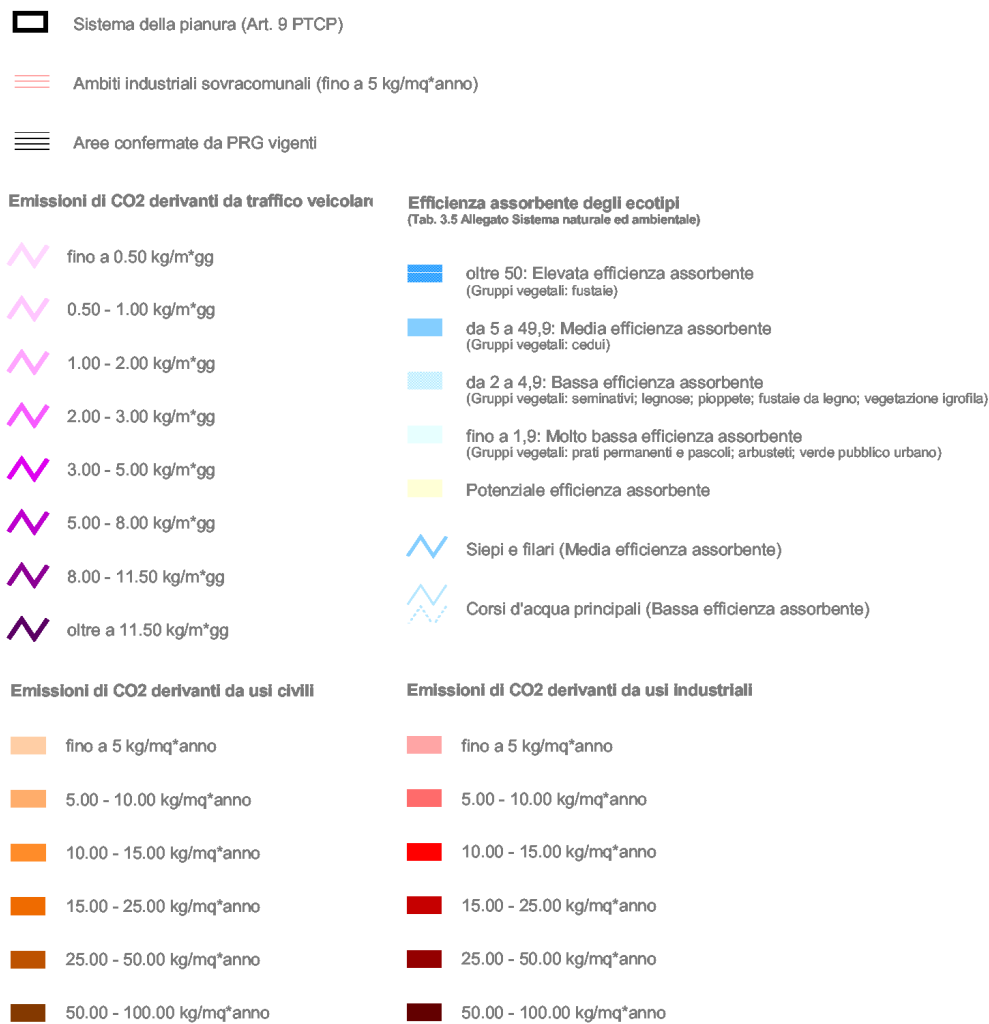 Sistema della pianura (Art. 9 PTCP)
Ambiti industriali sovracomunali (fino a 5 kg/mq*anno)
Aree confermate da PRG vigenti
Emissioni di CO2 derivanti da traffico veicolare
fino a 0.50 kg/m*gg
0.50 - 1.00 kg/m*gg
1.00 - 2.00 kg/m*gg
2.00 - 3.00 kg/m*gg
3.00 - 5.00 kg/m*gg
5.00 - 8.00 kg/m*gg
8.00 - 11.50 kg/m*gg
oltre a 11.50 kg/m*gg
Efficienza assorbente degli ecotipi
(Tab. 3.5 Allegato Sistema naturale ed ambientale)
oltre 50: Elevata efficienza assorbente
(Gruppi vegetali: fustaie)
da 5 a 49,9: Media efficienza assorbente
(Gruppi vegetali: cedui)
da 2 a 4,9: Bassa efficienza assorbente
(Gruppi vegetali: seminativi; legnose; pioppete; fustaie da legno; vegetazione igrofila)
fino a 1,9: Molto bassa efficienza assorbente
(Gruppi vegetali: prati permanenti e pascoli; arbusteti; verde pubblico urbano)
Potenziale efficienza assorbente
Siepi e filari (Media efficienza assorbente)
Corsi d'acqua principali (Bassa efficienza assorbente)
Emissioni di CO2 derivanti da usi civili
fino a 5 kg/mq*anno
5.00 - 10.00 kg/mq*anno
10.00 - 15.00 kg/mq*anno
15.00 - 25.00 kg/mq*anno
25.00 - 50.00 kg/mq*anno
50.00 - 100.00 kg/mq*anno
Emissioni di CO2 derivanti da usi industriali
fino a 5 kg/mq*anno
5.00 - 10.00 kg/mq*anno
10.00 - 15.00 kg/mq*anno
15.00 - 25.00 kg/mq*anno
25.00 - 50.00 kg/mq*anno
50.00 - 100.00 kg/mq*anno